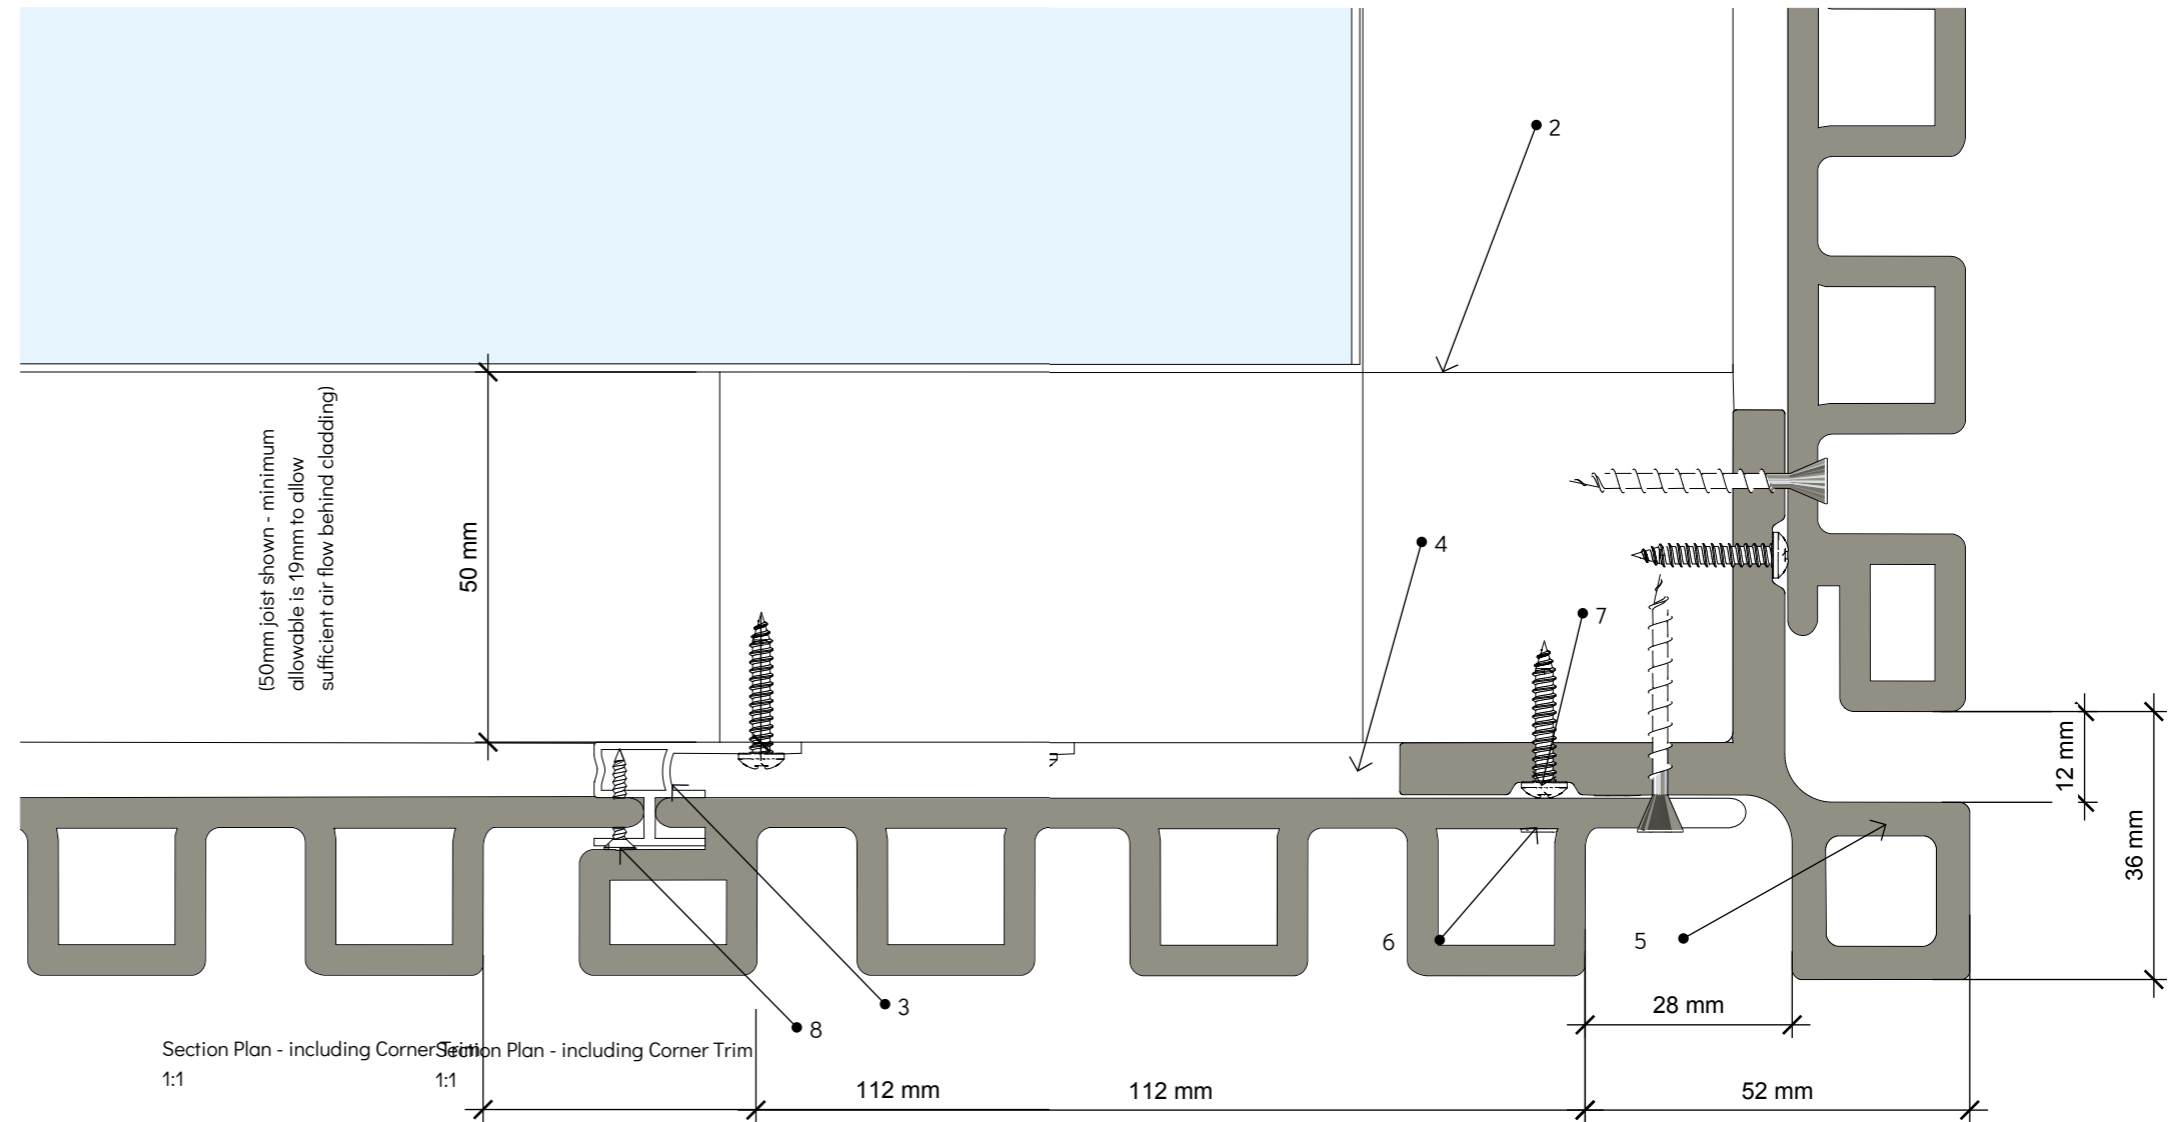 2
(50mm joist shown - minimum
allowable is 19mm to allow
sufficient air flow behind cladding)
50 mm
4
7
12 mm
36 mm
6
5
3
8
28 mm
Section Plan - including Corner Trim
1:1
Section Plan - including Corner Trim
1:1
112 mm
112 mm
52 mm